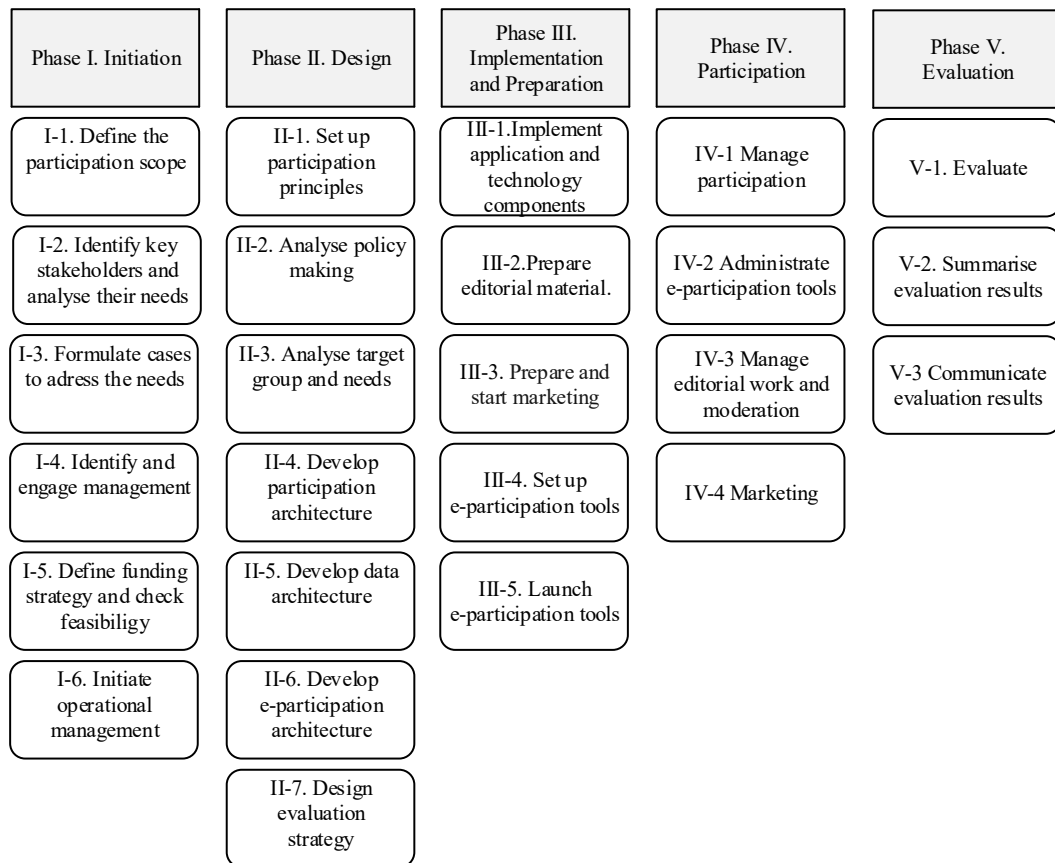 Phase I. Initiation
Phase II. Design
Phase III.
Implementation
and Preparation
Phase IV.
Participation
Phase V.
Evaluation
I-1. Define the
participation scope
I-2. Identify key
stakeholders and
analyse their needs
I-3. Formulate cases
to adress the needs
I-4. Identify and
engage management
I-5. Define funding
strategy and check
feasibiligy
I-6. Initiate
operational
management
II-1. Set up
participation
principles
II-2. Analyse policy
making
II-3. Analyse target
group and needs
II-4. Develop
participation
architecture
II-5. Develop data
architecture
II-6. Develop
e-participation
architecture
II-7. Design
evaluation
strategy
III-1.Implement
application and
technology
components
III-2.Prepare
editorial material.
III-3. Prepare and
start marketing
III-4. Set up
e-participation tools
III-5. Launch
e-participation tools
IV-1 Manage
participation
IV-2 Administrate
e-participation tools
IV-3 Manage
editorial work and
moderation
IV-4 Marketing
V-1. Evaluate
V-2. Summarise
evaluation results
V-3 Communicate
evaluation results